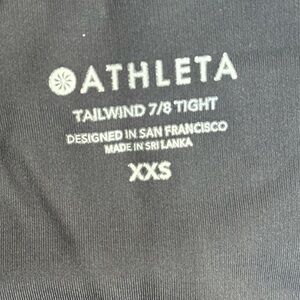 ATHLETA
TAILWIND 7/8 TIGHT
DESIGNED IN SAN FRANCISCO
MADE IN SRI LANKA
XXS